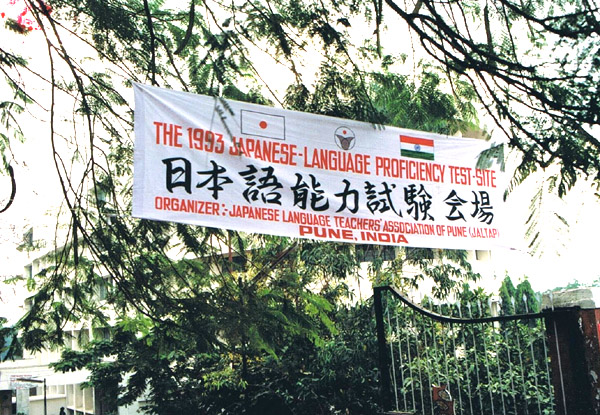 THE 1993 JAPANESE-LANGUAGE PROFICIENCY TEST-SITE
日本語能力試験会場
ORGANIZER:- JAPANESE LANGUAGE TEACHERS' ASSOCIATION OF PUNE (JALTAP)
PUNE, INDIA